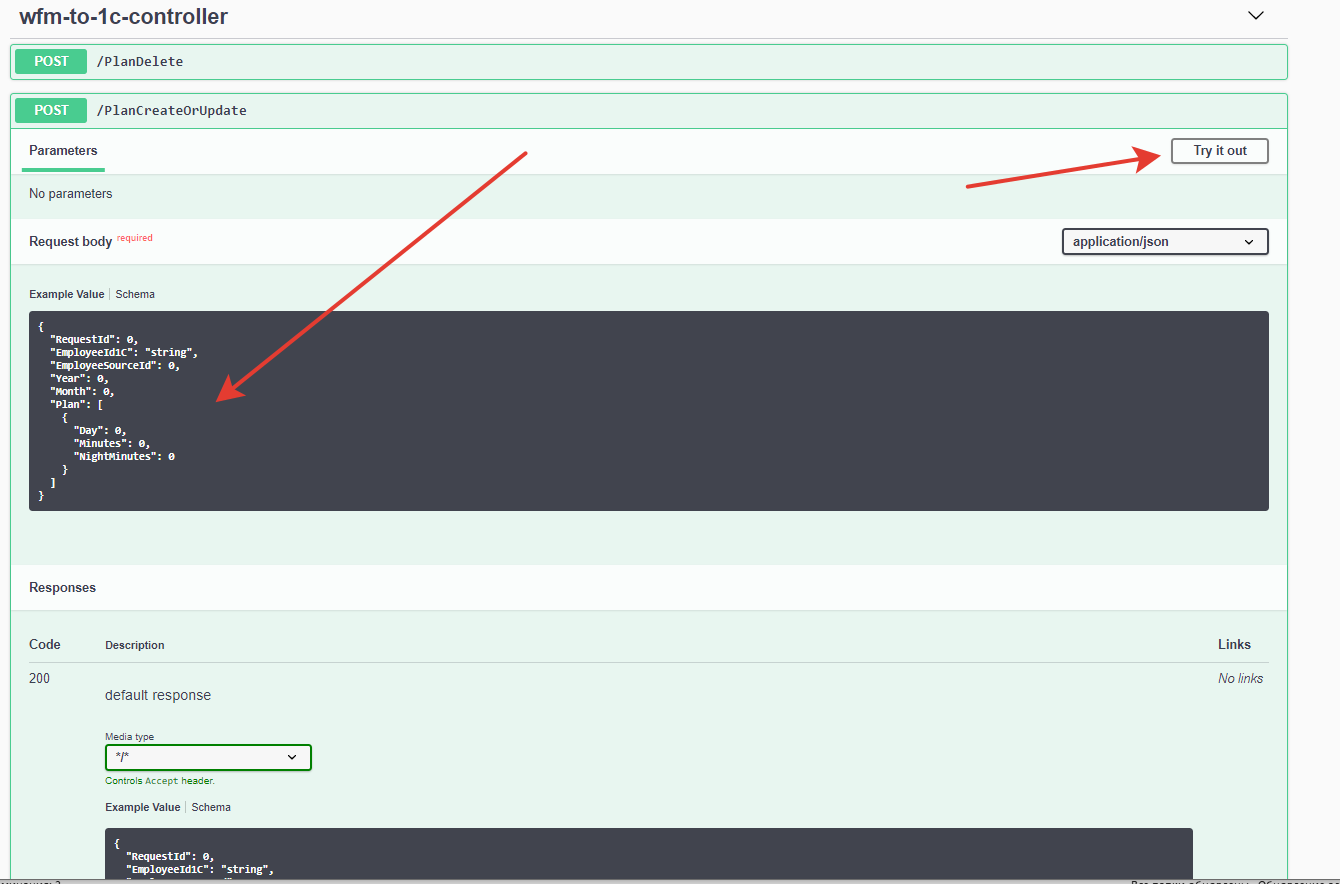 wfm-to-1c-controller
POST /PlanDelete
POST /PlanCreateOrUpdate
Parameters
Try it out
No parameters
Request body required
application/json
Example Value | Schema
{
"RequestId": 0,
"EmployeeId1C": "string",
"EmployeeSourceId": 0,
"Year": 0,
"Month": 0,
"Plan": [
{
"Day": 0,
"Minutes": 0,
"NightMinutes": 0
}
]
}
Responses
Code Description Links
200 No links
default response
Media type
*/*
Controls Accept header.
Example Value | Schema
{
"RequestId": 0,
"EmployeeId1C": "string",